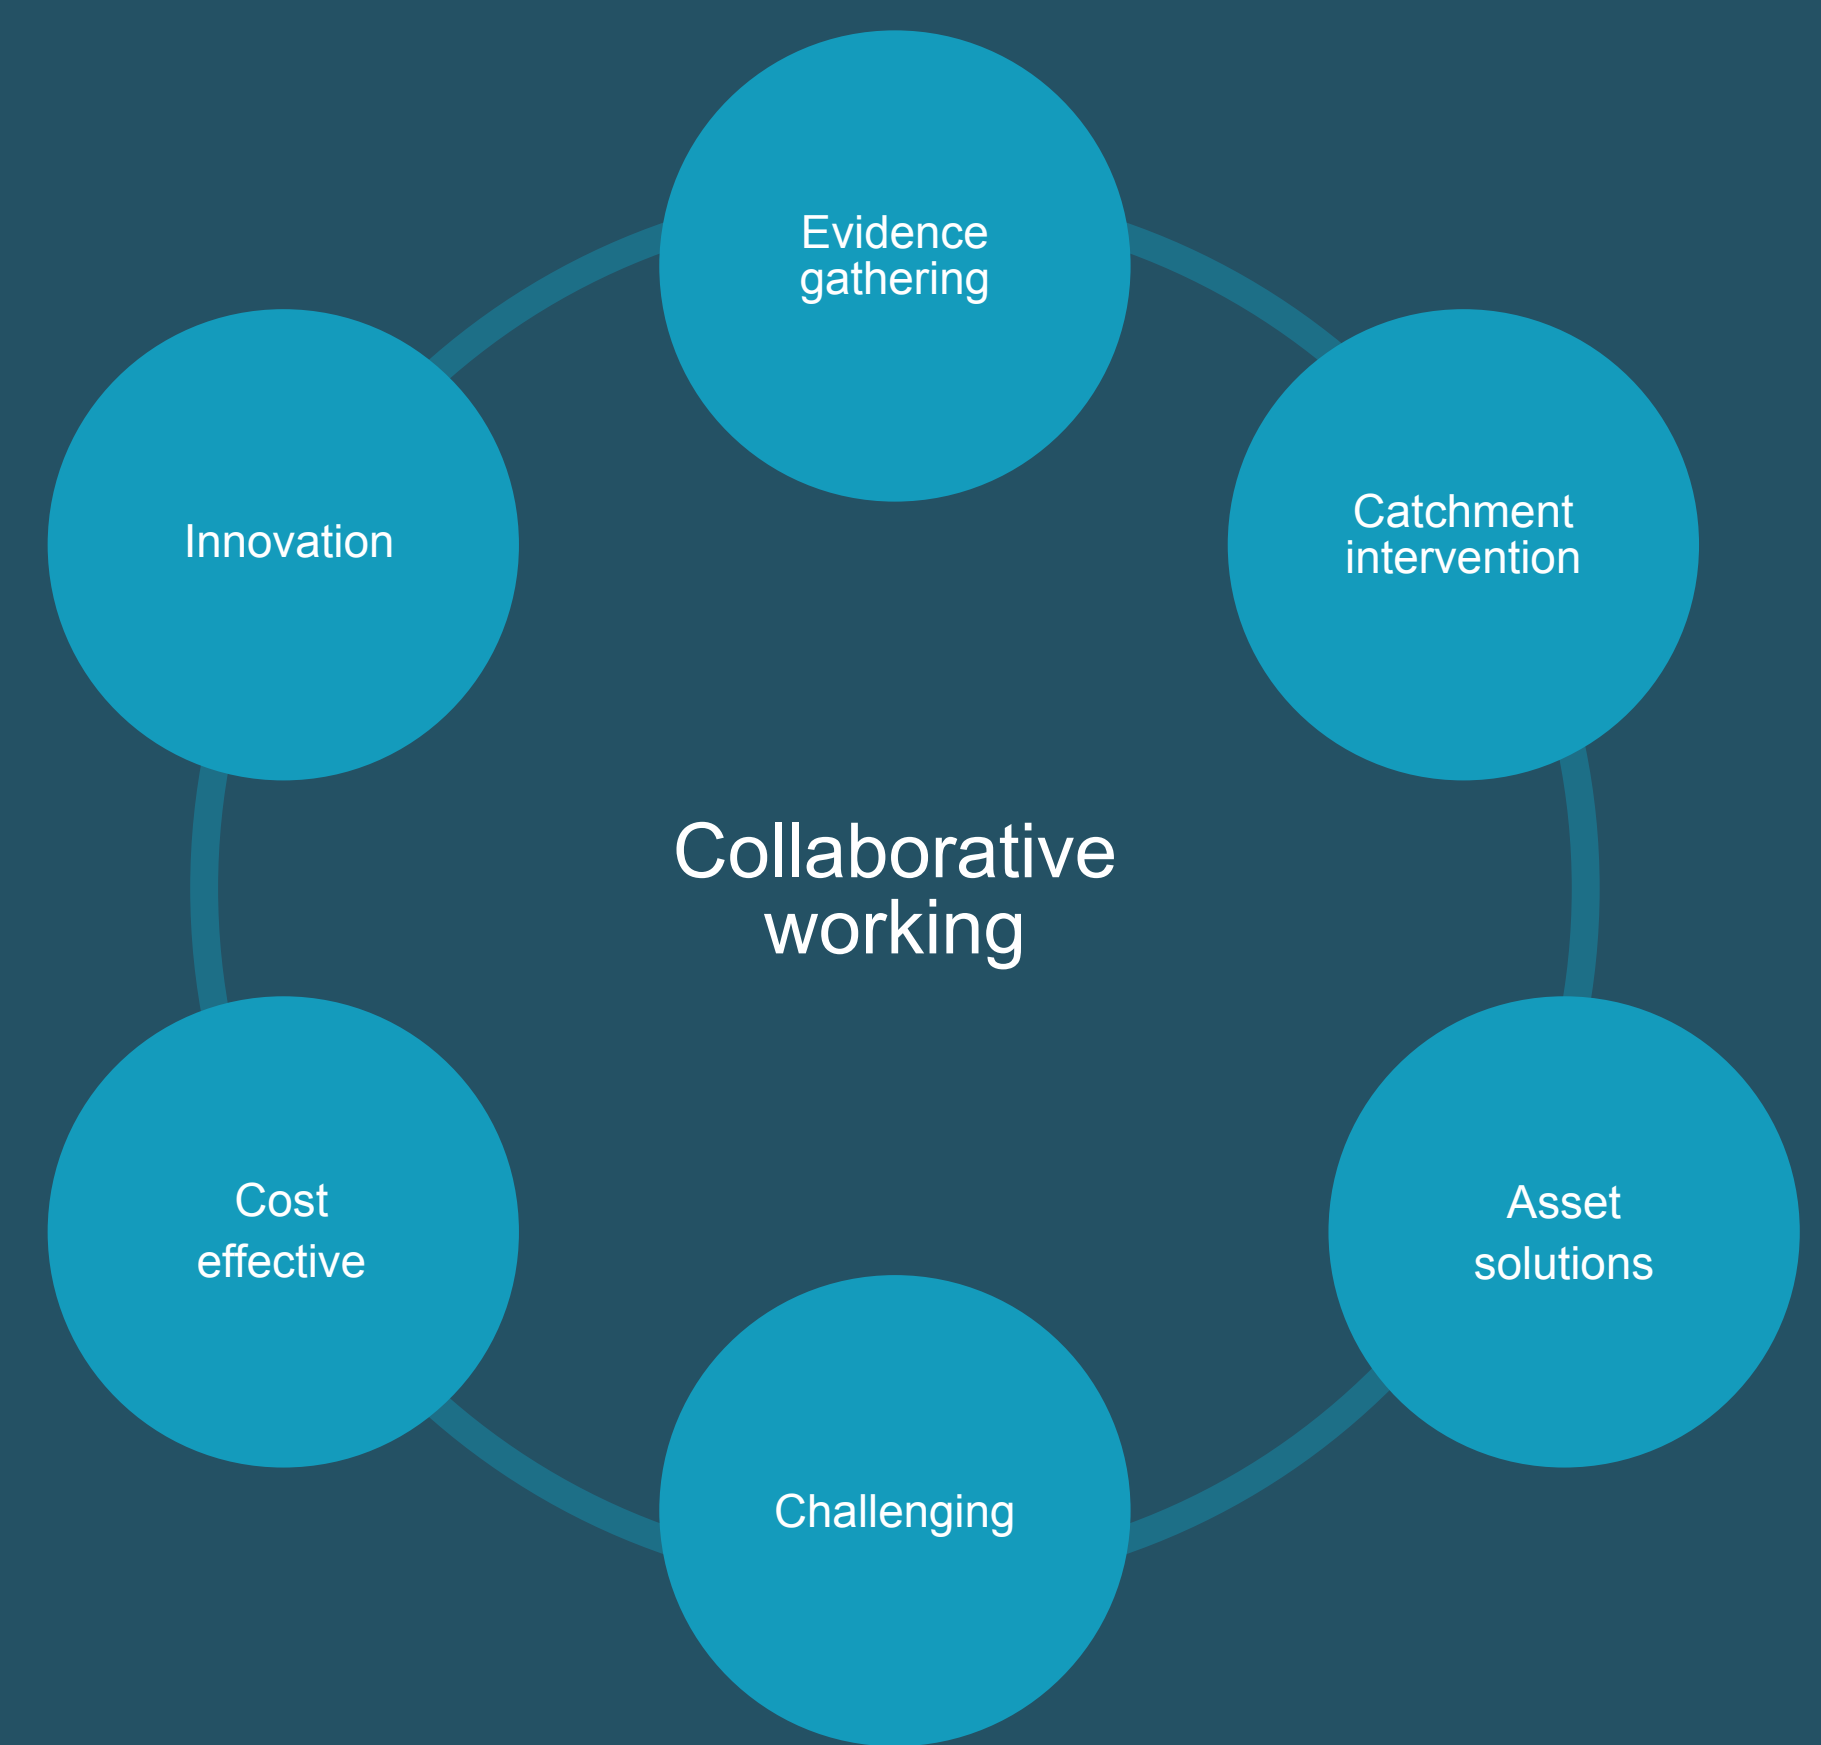 Evidence
gathering
Catchment
intervention
Innovation
Collaborative
working
Cost
effective
Asset
solutions
Challenging